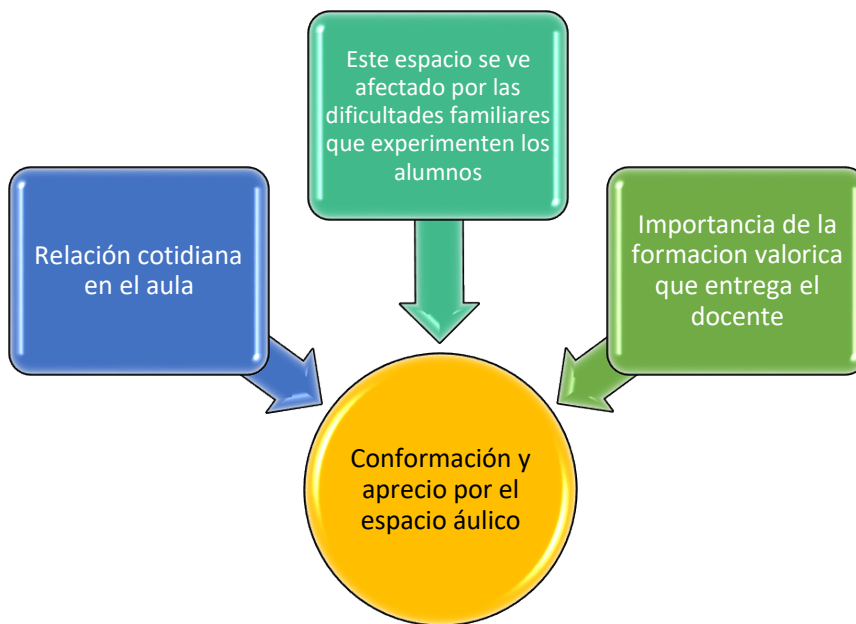 Este espacio se ve
afectado por las
dificultades familiares
que experimenten los
alumnos
Relación cotidiana
en el aula
Importancia de la
formacion valorica
que entrega el
docente
Conformación y
aprecio por el
espacio áulico